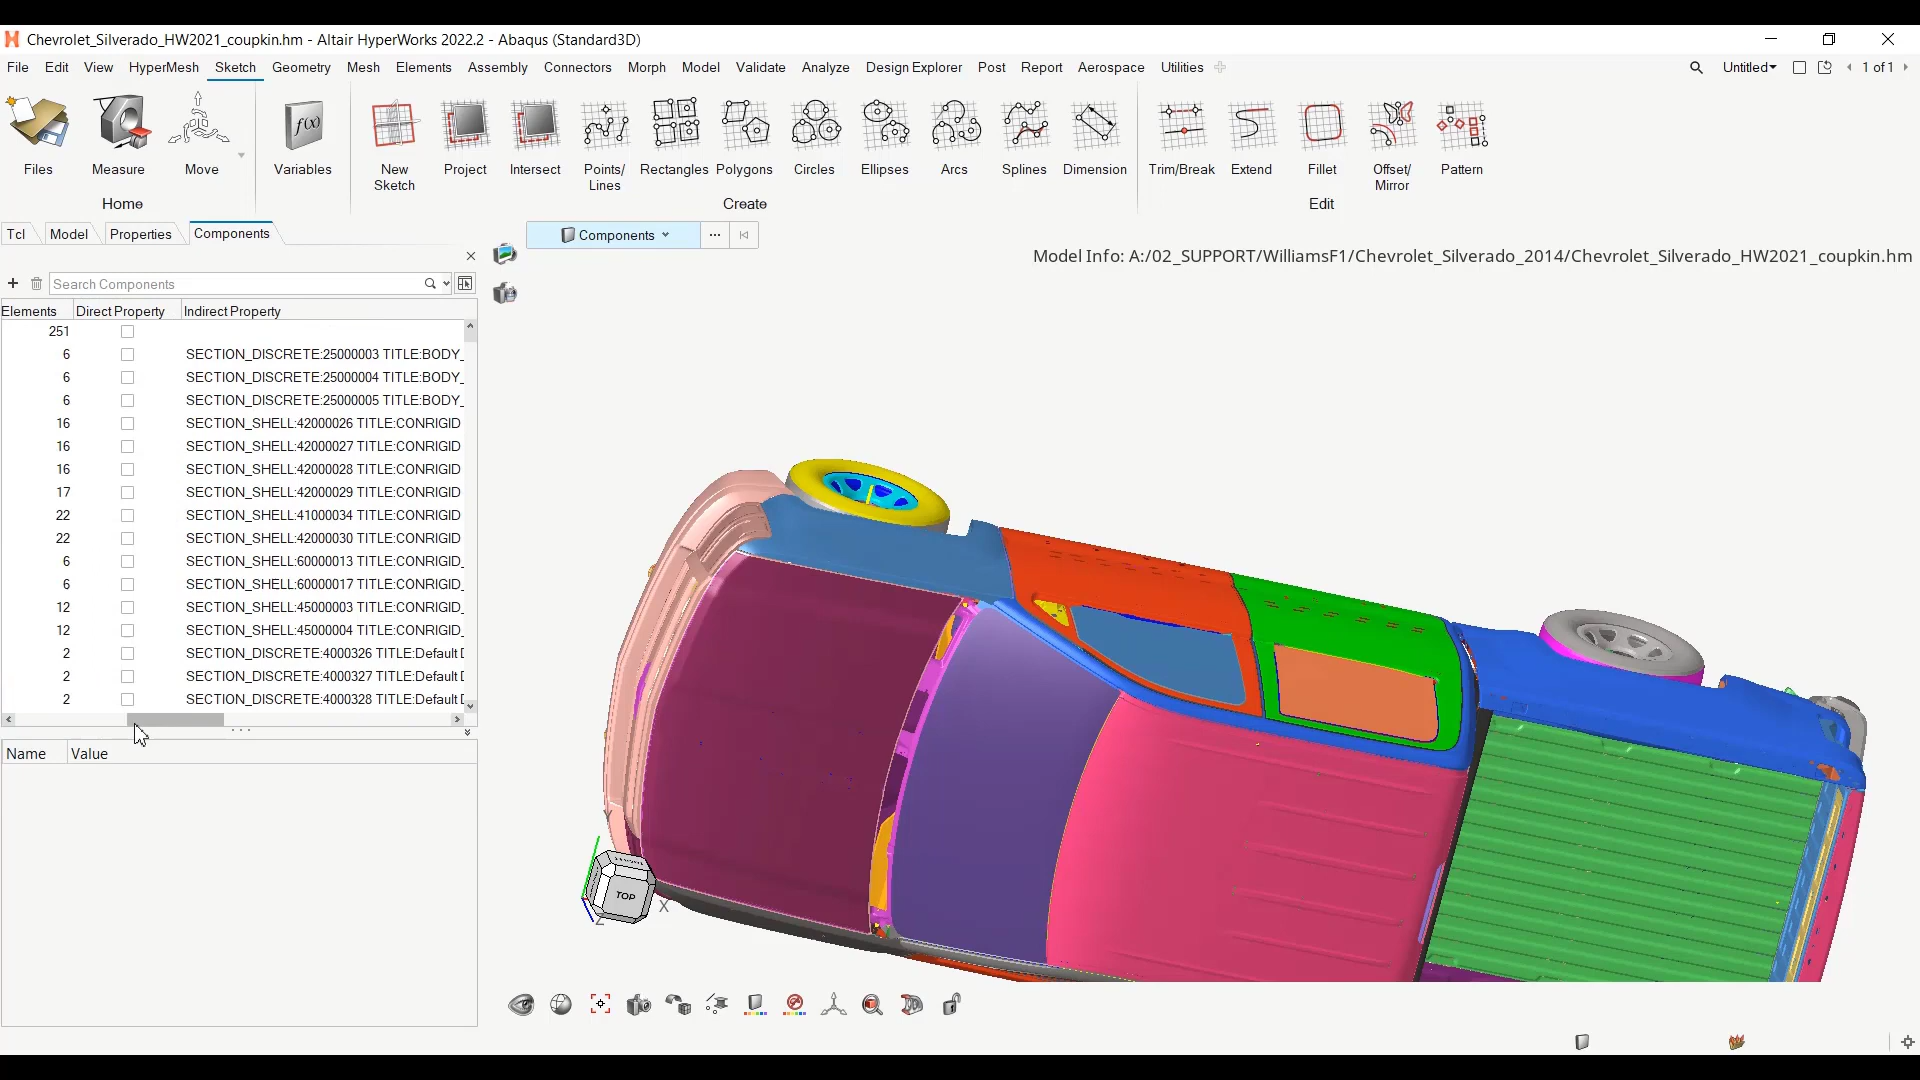 Chevrolet_Silverado_HW2021_coupkin.hm - Altair HyperWorks 2022.2 - Abaqus (Standard3D)
File Edit View HyperMesh Sketch Geometry Mesh Elements Assembly Connectors Morph Model Validate Analyze Design Explorer Post Report Aerospace Utilities Untitled 1 of 1
f(x)
Files Measure Move Variables New Sketch Project Intersect Points/ Lines Rectangles Polygons Circles Ellipses Arcs Splines Dimension Trim/Break Extend Fillet Offset/ Mirror Pattern
Home Create Edit
Tcl Model Properties Components
Components ...
Model Info: A:/02_SUPPORT/WilliamsF1/Chevrolet_Silverado_2014/Chevrolet_Silverado_HW2021_coupkin.hm
Search Components
Elements Direct Property Indirect Property
251
6 SECTION_DISCRETE:25000003 TITLE:BODY_
6 SECTION_DISCRETE:25000004 TITLE:BODY_
6 SECTION_DISCRETE:25000005 TITLE:BODY_
16 SECTION_SHELL:42000026 TITLE:CONRIGID
16 SECTION_SHELL:42000027 TITLE:CONRIGID
16 SECTION_SHELL:42000028 TITLE:CONRIGID
17 SECTION_SHELL:42000029 TITLE:CONRIGID
22 SECTION_SHELL:41000034 TITLE:CONRIGID
22 SECTION_SHELL:42000030 TITLE:CONRIGID
6 SECTION_SHELL:60000013 TITLE:CONRIGID_
6 SECTION_SHELL:60000017 TITLE:CONRIGID_
12 SECTION_SHELL:45000003 TITLE:CONRIGID_
12 SECTION_SHELL:45000004 TITLE:CONRIGID_
2 SECTION_DISCRETE:4000326 TITLE:Default
2 SECTION_DISCRETE:4000327 TITLE:Default
2 SECTION_DISCRETE:4000328 TITLE:Default
Name Value
Y
TOP
X
Z